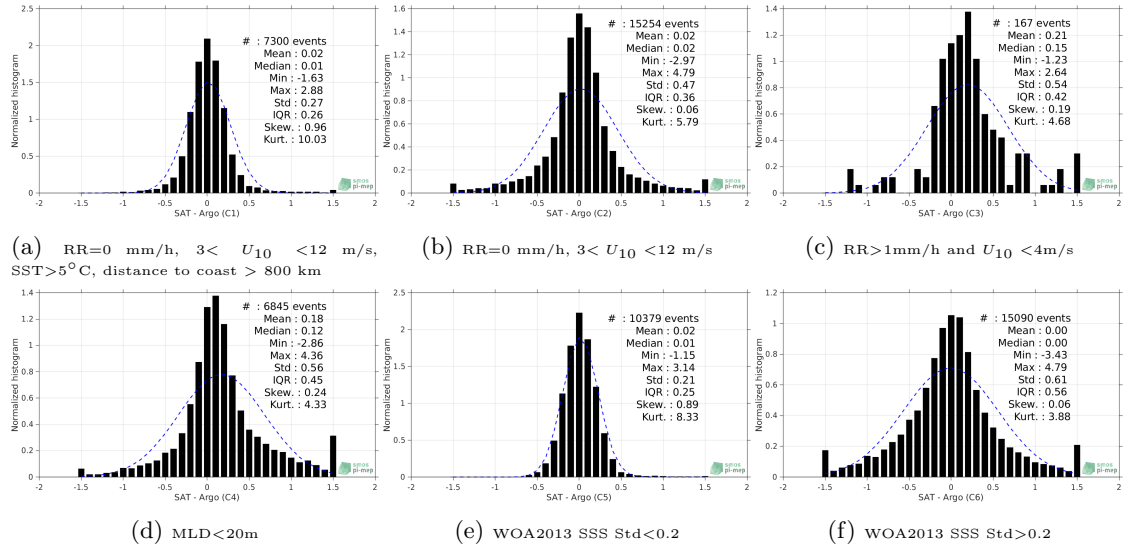 2.5
2
1.5
1
0.5
0
Normalized histogram
# : 7300 events
Mean : 0.02
Median : 0.01
Min : -1.63
Max : 2.88
Std : 0.27
IQR : 0.26
Skew. : 0.96
Kurt. : 10.03
smos
pi-mep
-2 -1.5 -1 -0.5 0 0.5 1 1.5 2
SAT - Argo (C1)
(a) RR=0 mm/h, 3< U10 <12 m/s,
SST>5°C, distance to coast > 800 km
1.6
1.4
1.2
1
0.8
0.6
0.4
0.2
0
Normalized histogram
# : 15254 events
Mean : 0.02
Median : 0.02
Min : -2.97
Max : 4.79
Std : 0.47
IQR : 0.36
Skew. : 0.06
Kurt. : 5.79
smos
pi-mep
-2 -1.5 -1 -0.5 0 0.5 1 1.5 2
SAT - Argo (C2)
(b) RR=0 mm/h, 3< U10 <12 m/s
1.4
1.2
1
0.8
0.6
0.4
0.2
0
Normalized histogram
# : 167 events
Mean : 0.21
Median : 0.15
Min : -1.23
Max : 2.64
Std : 0.54
IQR : 0.42
Skew. : 0.19
Kurt. : 4.68
smos
pi-mep
-2 -1.5 -1 -0.5 0 0.5 1 1.5 2
SAT - Argo (C3)
(c) RR>1mm/h and U10 <4m/s
1.4
1.2
1
0.8
0.6
0.4
0.2
0
Normalized histogram
# : 6845 events
Mean : 0.18
Median : 0.12
Min : -2.86
Max : 4.36
Std : 0.56
IQR : 0.45
Skew. : 0.24
Kurt. : 4.33
smos
pi-mep
-2 -1.5 -1 -0.5 0 0.5 1 1.5 2
SAT - Argo (C4)
(d) MLD<20m
2.5
2
1.5
1
0.5
0
Normalized histogram
# : 10379 events
Mean : 0.02
Median : 0.01
Min : -1.15
Max : 3.14
Std : 0.21
IQR : 0.25
Skew. : 0.89
Kurt. : 8.33
smos
pi-mep
-2 -1.5 -1 -0.5 0 0.5 1 1.5 2
SAT - Argo (C5)
(e) WOA2013 SSS Std<0.2
1.2
1
0.8
0.6
0.4
0.2
0
Normalized histogram
# : 15090 events
Mean : 0.00
Median : 0.00
Min : -3.43
Max : 4.79
Std : 0.61
IQR : 0.56
Skew. : 0.06
Kurt. : 3.88
smos
pi-mep
-2 -1.5 -1 -0.5 0 0.5 1 1.5 2
SAT - Argo (C6)
(f) WOA2013 SSS Std>0.2